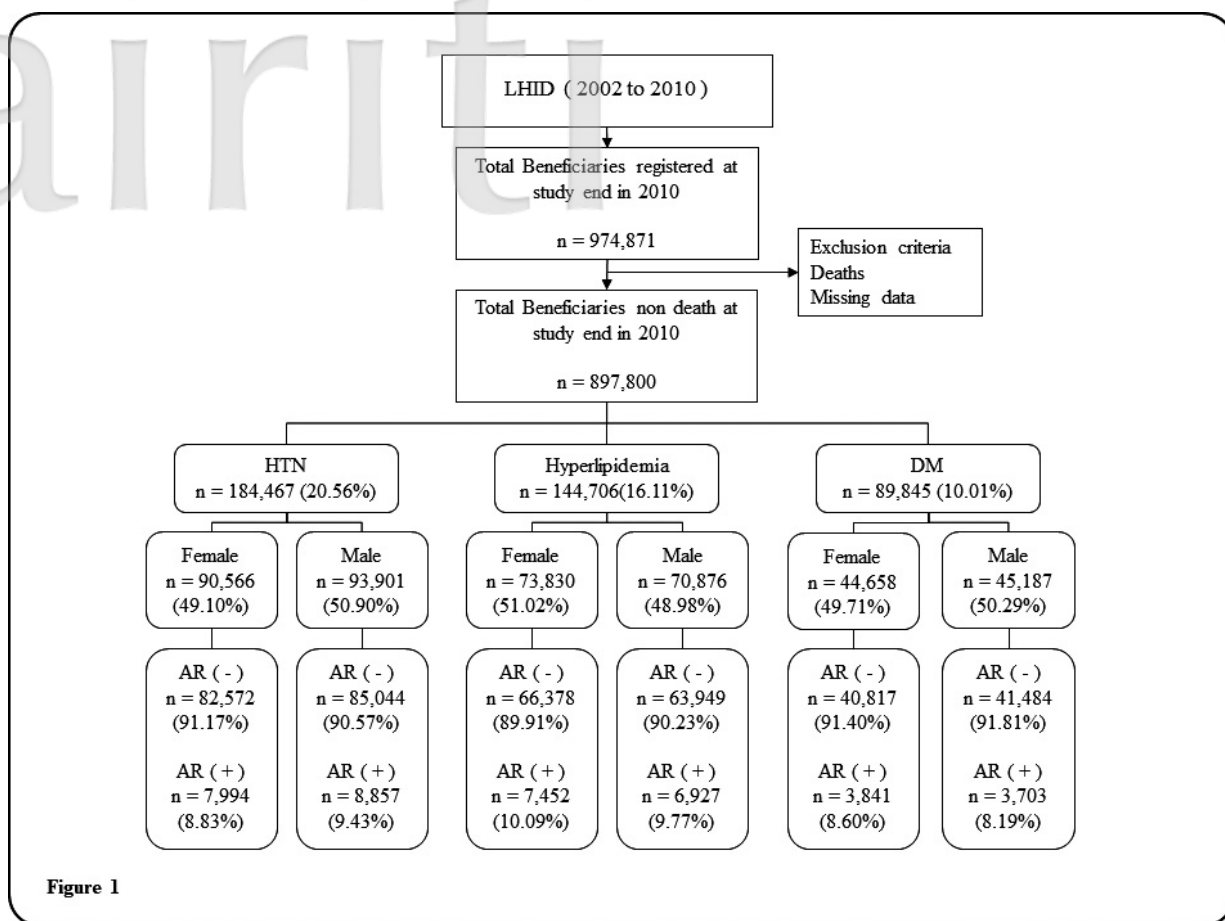 airiti
LHID ( 2002 to 2010 )
Total Beneficiaries registered at
study end in 2010
n = 974,871
Exclusion criteria
Deaths
Missing data
Total Beneficiaries non death at
study end in 2010
n = 897,800
HTN
n = 184,467 (20.56%)
Hyperlipidemia
n = 144,706(16.11%)
DM
n = 89,845 (10.01%)
Female
n = 90,566
(49.10%)
Male
n = 93,901
(50.90%)
Female
n = 73,830
(51.02%)
Male
n = 70,876
(48.98%)
Female
n = 44,658
(49.71%)
Male
n = 45,187
(50.29%)
AR ( - )
n = 82,572
(91.17%)
AR ( + )
n = 7,994
(8.83%)
AR ( - )
n = 85,044
(90.57%)
AR ( + )
n = 8,857
(9.43%)
AR ( - )
n = 66,378
(89.91%)
AR ( + )
n = 7,452
(10.09%)
AR ( - )
n = 63,949
(90.23%)
AR ( + )
n = 6,927
(9.77%)
AR ( - )
n = 40,817
(91.40%)
AR ( + )
n = 3,841
(8.60%)
AR ( - )
n = 41,484
(91.81%)
AR ( + )
n = 3,703
(8.19%)
Figure 1